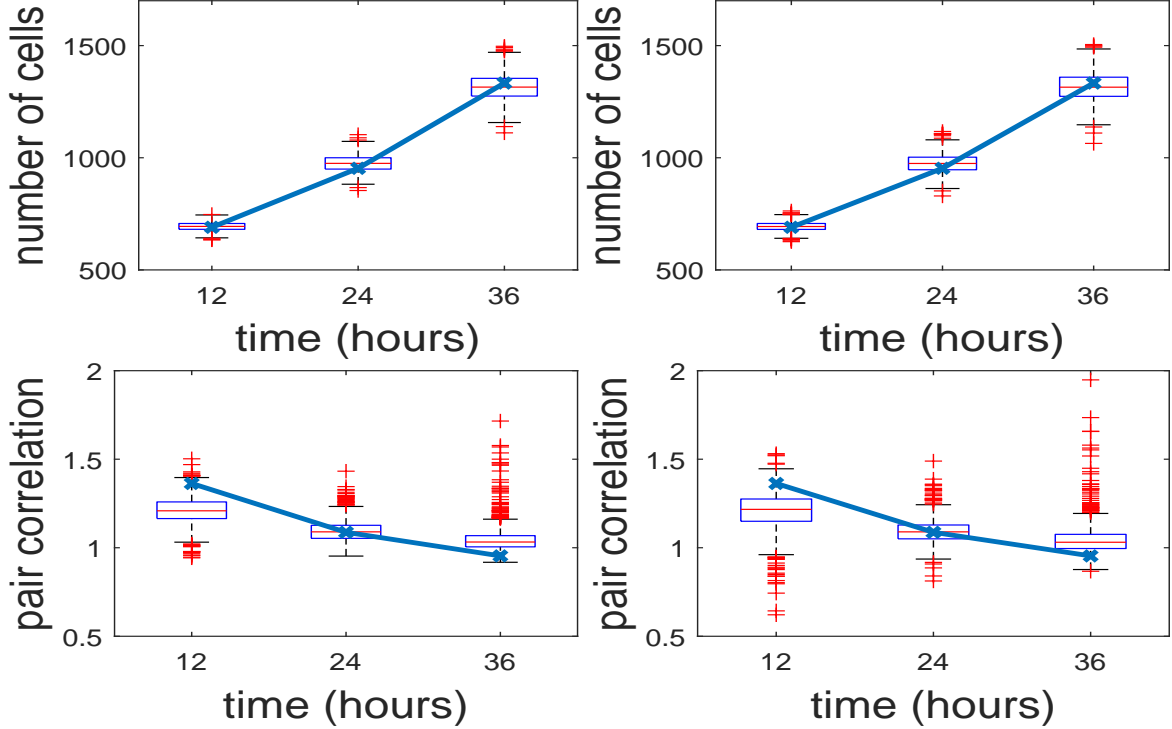 number of cells
1500
1000
500
12 24 36
time (hours)
number of cells
1500
1000
500
12 24 36
time (hours)
pair correlation
2
1.5
1
0.5
12 24 36
time (hours)
pair correlation
2
1.5
1
0.5
12 24 36
time (hours)